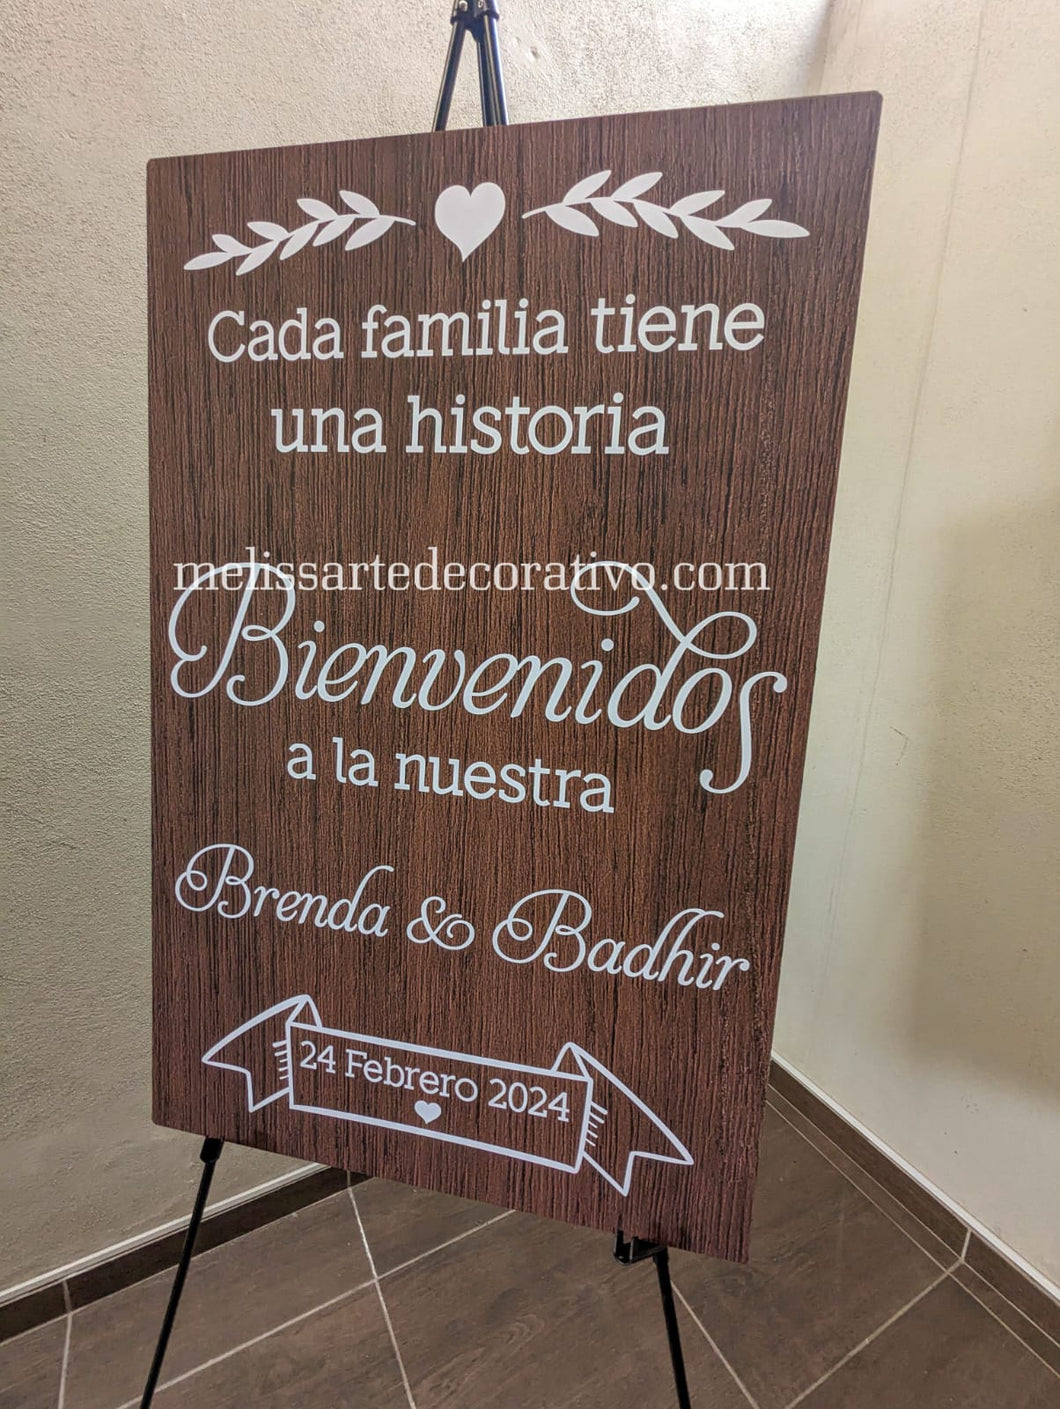 Cada familia tiene
una historia
melissartedecorativo.com
Bienvenidos
a la nuestra
Brenda & Badhir
24 Febrero 2024